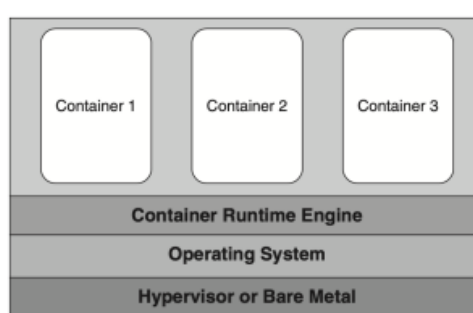 Container 1
Container 2
Container 3
Container Runtime Engine
Operating System
Hypervisor or Bare Metal